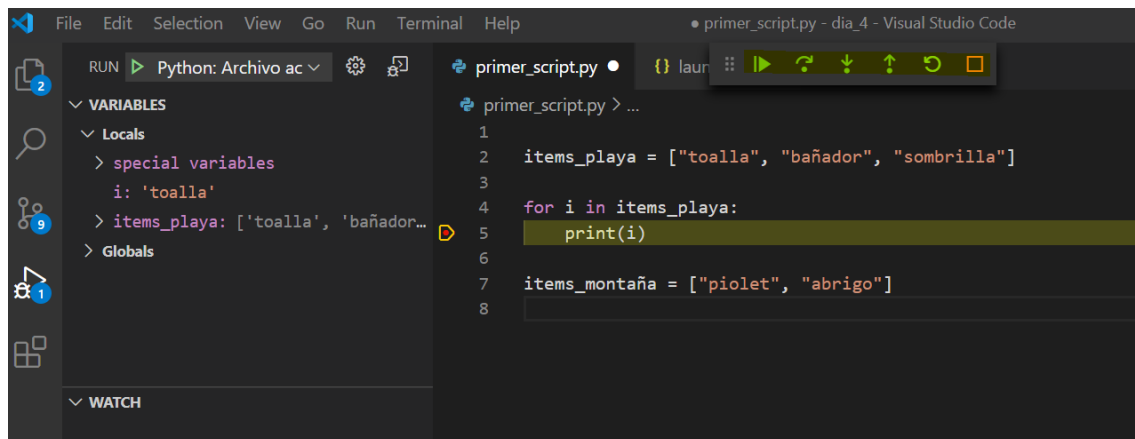 File Edit Selection View Go Run Terminal Help ● primer_script.py - dia_4 - Visual Studio Code
RUN Python: Archivo ac
primer_script.py ●
{} laun
2
VARIABLES
primer_script.py > ...
Locals
1
special variables
2 items_playa = ["toalla", "bañador", "sombrilla"]
i: 'toalla'
3
items_playa: ['toalla', 'bañador…
4 for i in items_playa:
9
5 print(i)
Globals
6
1
7 items_montaña = ["piolet", "abrigo"]
8
WATCH